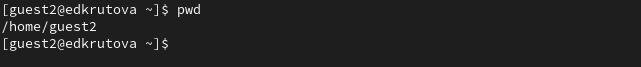 [guest2@edkrutova ~]$ pwd
/home/guest2
[guest2@edkrutova ~]$